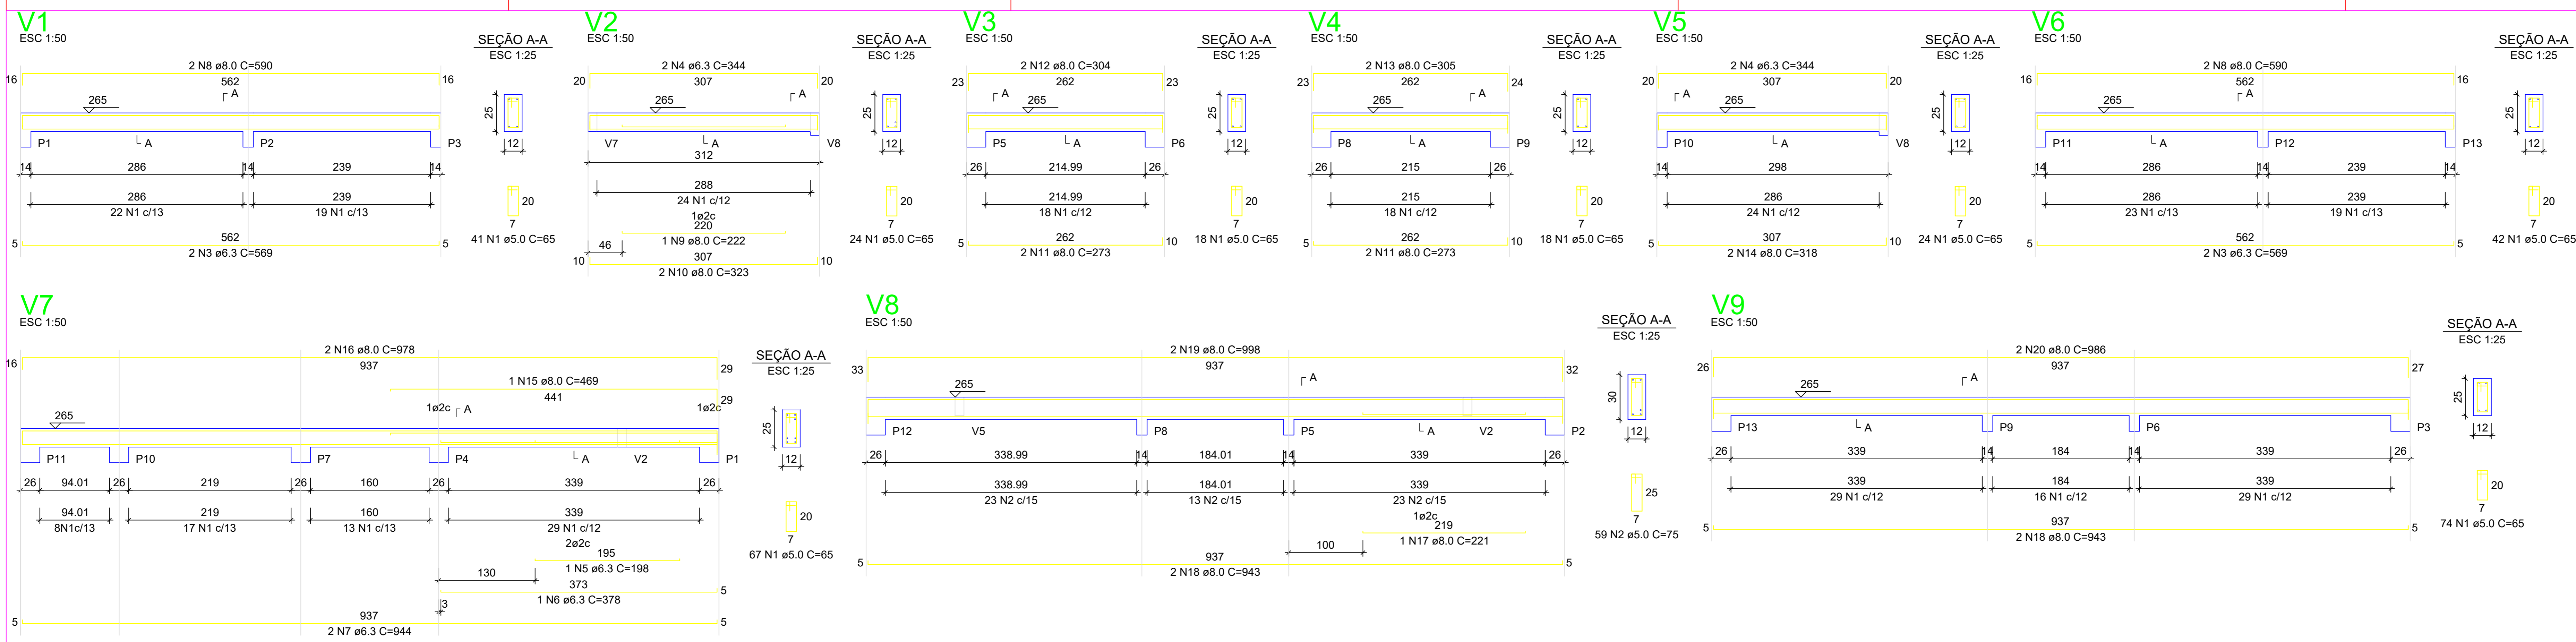 V1
ESC 1:50
SEÇÃO A-A
ESC 1:25
2 N8 ø8.0 C=590
16 562 16
A
265
25
P1 A P2 P3
12
14 286 14 239 14
286 239
22 N1 c/13 19 N1 c/13
20
7
41 N1 ø5.0 C=65
5 562 5
2 N3 ø6.3 C=569
V2
ESC 1:50
SEÇÃO A-A
ESC 1:25
2 N4 ø6.3 C=344
20 307 20
A
265
25
V7 A V8
12
312
288
24 N1 c/12
20
7
24 N1 ø5.0 C=65
1ø2c
220
46 1 N9 ø8.0 C=222
10 307 10
2 N10 ø8.0 C=323
V3
ESC 1:50
SEÇÃO A-A
ESC 1:25
2 N12 ø8.0 C=304
23 262 23
A
265
25
P5 A P6
12
26 214.99 26
214.99
18 N1 c/12
20
7
18 N1 ø5.0 C=65
5 262 10
2 N11 ø8.0 C=273
V4
ESC 1:50
SEÇÃO A-A
ESC 1:25
2 N13 ø8.0 C=305
23 262 24
A
265
25
P8 A P9
12
26 215 26
215
18 N1 c/12
20
7
18 N1 ø5.0 C=65
5 262 10
2 N11 ø8.0 C=273
V5
ESC 1:50
SEÇÃO A-A
ESC 1:25
2 N4 ø6.3 C=344
20 307 20
A
265
25
P10 A V8
12
14 298
286
24 N1 c/12
20
7
24 N1 ø5.0 C=65
5 307 10
2 N14 ø8.0 C=318
V6
ESC 1:50
SEÇÃO A-A
ESC 1:25
2 N8 ø8.0 C=590
16 562 16
A
265
25
P11 A P12 P13
12
14 286 14 239 14
286 239
23 N1 c/13 19 N1 c/13
20
7
42 N1 ø5.0 C=65
5 562 5
2 N3 ø6.3 C=569
V7
ESC 1:50
SEÇÃO A-A
ESC 1:25
2 N16 ø8.0 C=978
16 937 29
1 N15 ø8.0 C=469
441 29
1ø2c A 1ø2c
265
25
P11 P10 P7 P4 A V2 P1
12
26 94.01 26 219 26 160 26 339 26
94.01 219 160 339
8N1c/13 17 N1 c/13 13 N1 c/13 29 N1 c/12
20
7
67 N1 ø5.0 C=65
2ø2c
195
130 1 N5 ø6.3 C=198
373 5
3 1 N6 ø6.3 C=378
5 937 5
2 N7 ø6.3 C=944
V8
ESC 1:50
SEÇÃO A-A
ESC 1:25
2 N19 ø8.0 C=998
33 937 32
A
265
30
P12 V5 P8 P5 A V2 P2
12
26 338.99 14 184.01 14 339 26
338.99 184.01 339
23 N2 c/15 13 N2 c/15 23 N2 c/15
25
7
59 N2 ø5.0 C=75
1ø2c
219
100 1 N17 ø8.0 C=221
5 937 5
2 N18 ø8.0 C=943
V9
ESC 1:50
SEÇÃO A-A
ESC 1:25
2 N20 ø8.0 C=986
26 937 27
A
265
25
P13 A P9 P6 P3
12
26 339 14 184 14 339 26
339 184 339
29 N1 c/12 16 N1 c/12 29 N1 c/12
20
7
74 N1 ø5.0 C=65
5 937 5
2 N18 ø8.0 C=943